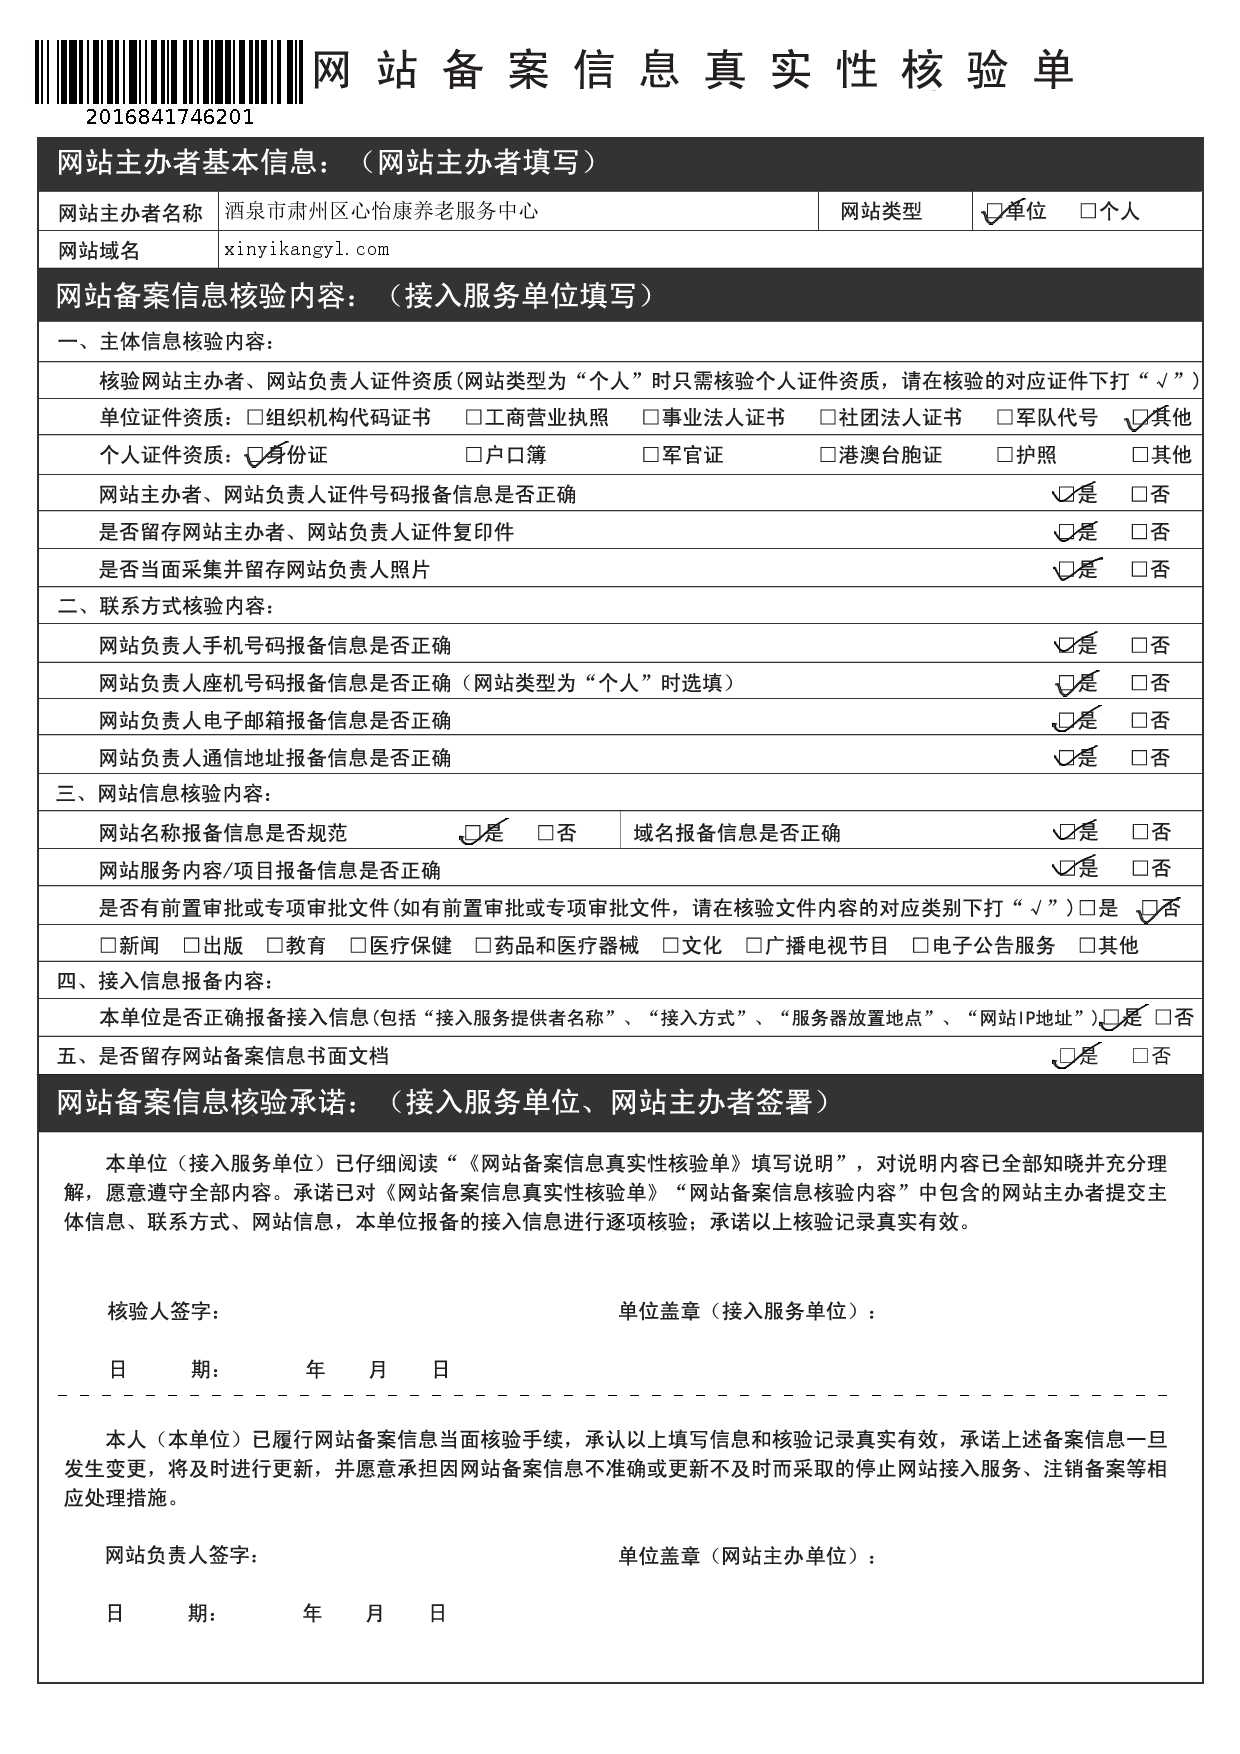 网站备案信息真实性核验单
2016841746201
网站主办者基本信息：（网站主办者填写）
网站主办者名称 酒泉市肃州区心怡康养老服务中心 网站类型 ☑单位 □个人
网站域名 xinyikangyl.com
网站备案信息核验内容：（接入服务单位填写）
一、主体信息核验内容：
核验网站主办者、网站负责人证件资质(网站类型为“个人”时只需核验个人证件资质，请在核验的对应证件下打“√”)
单位证件资质：□组织机构代码证书 □工商营业执照 □事业法人证书 □社团法人证书 □军队代号 ☑其他
个人证件资质：☑身份证 □户口簿 □军官证 □港澳台胞证 □护照 □其他
网站主办者、网站负责人证件号码报备信息是否正确 ☑是 □否
是否留存网站主办者、网站负责人证件复印件 ☑是 □否
是否当面采集并留存网站负责人照片 ☑是 □否
二、联系方式核验内容：
网站负责人手机号码报备信息是否正确 ☑是 □否
网站负责人座机号码报备信息是否正确（网站类型为“个人”时选填） ☑是 □否
网站负责人电子邮箱报备信息是否正确 ☑是 □否
网站负责人通信地址报备信息是否正确 ☑是 □否
三、网站信息核验内容：
网站名称报备信息是否规范 ☑是 □否 域名报备信息是否正确 ☑是 □否
网站服务内容/项目报备信息是否正确 ☑是 □否
是否有前置审批或专项审批文件(如有前置审批或专项审批文件，请在核验文件内容的对应类别下打“√”)□是 ☑否
□新闻 □出版 □教育 □医疗保健 □药品和医疗器械 □文化 □广播电视节目 □电子公告服务 □其他
四、接入信息报备内容：
本单位是否正确报备接入信息(包括“接入服务提供者名称”、“接入方式”、“服务器放置地点”、“网站IP地址”)☑是 □否
五、是否留存网站备案信息书面文档 ☑是 □否
网站备案信息核验承诺：（接入服务单位、网站主办者签署）
本单位（接入服务单位）已仔细阅读“《网站备案信息真实性核验单》填写说明”，对说明内容已全部知晓并充分理
解，愿意遵守全部内容。承诺已对《网站备案信息真实性核验单》“网站备案信息核验内容”中包含的网站主办者提交主
体信息、联系方式、网站信息，本单位报备的接入信息进行逐项核验；承诺以上核验记录真实有效。
核验人签字： 单位盖章（接入服务单位）：
日 期： 年 月 日
本人（本单位）已履行网站备案信息当面核验手续，承认以上填写信息和核验记录真实有效，承诺上述备案信息一旦
发生变更，将及时进行更新，并愿意承担因网站备案信息不准确或更新不及时而采取的停止网站接入服务、注销备案等相
应处理措施。
网站负责人签字： 单位盖章（网站主办单位）：
日 期： 年 月 日